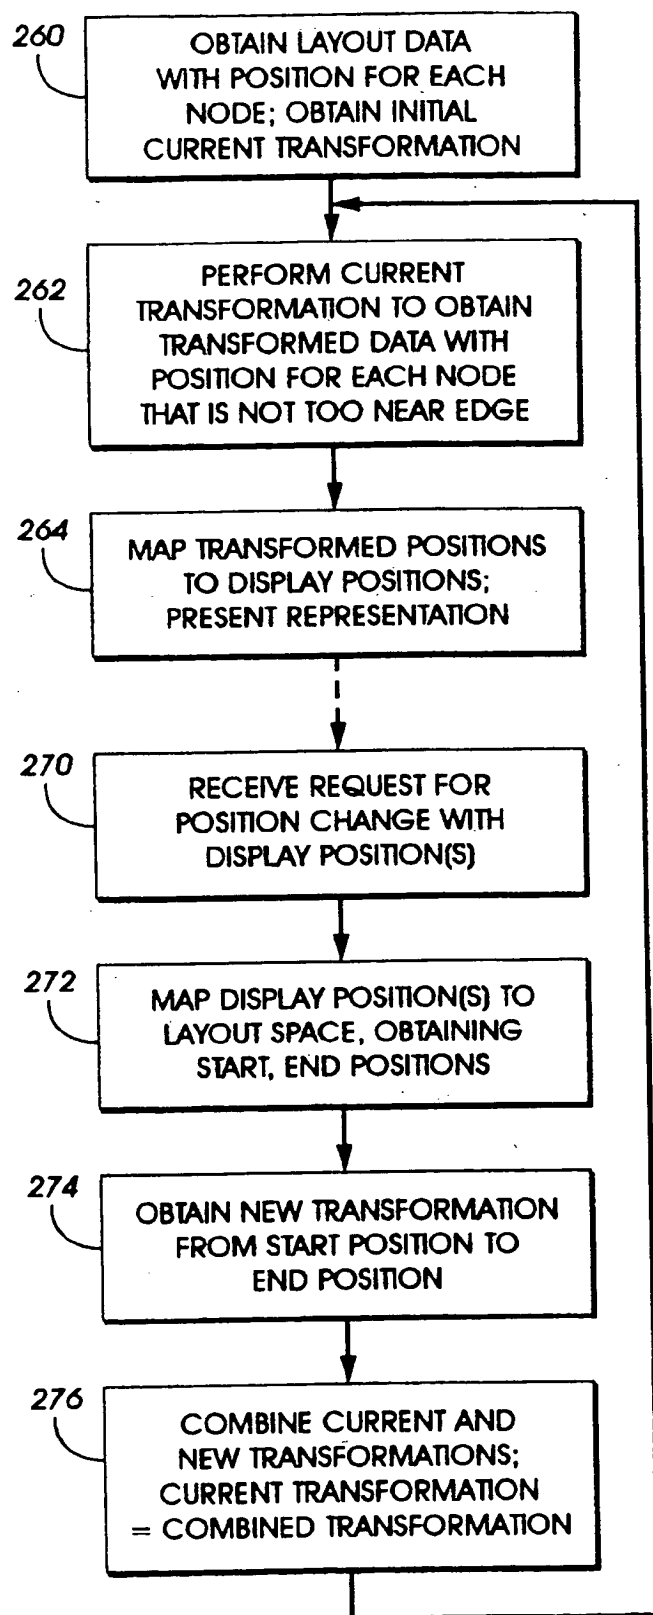 260
OBTAIN LAYOUT DATA
WITH POSITION FOR EACH
NODE; OBTAIN INITIAL
CURRENT TRANSFORMATION
262
PERFORM CURRENT
TRANSFORMATION TO OBTAIN
TRANSFORMED DATA WITH
POSITION FOR EACH NODE
THAT IS NOT TOO NEAR EDGE
264
MAP TRANSFORMED POSITIONS
TO DISPLAY POSITIONS;
PRESENT REPRESENTATION
270
RECEIVE REQUEST FOR
POSITION CHANGE WITH
DISPLAY POSITION(S)
272
MAP DISPLAY POSITION(S) TO
LAYOUT SPACE, OBTAINING
START, END POSITIONS
274
OBTAIN NEW TRANSFORMATION
FROM START POSITION TO
END POSITION
276
COMBINE CURRENT AND
NEW TRANSFORMATIONS;
CURRENT TRANSFORMATION
= COMBINED TRANSFORMATION